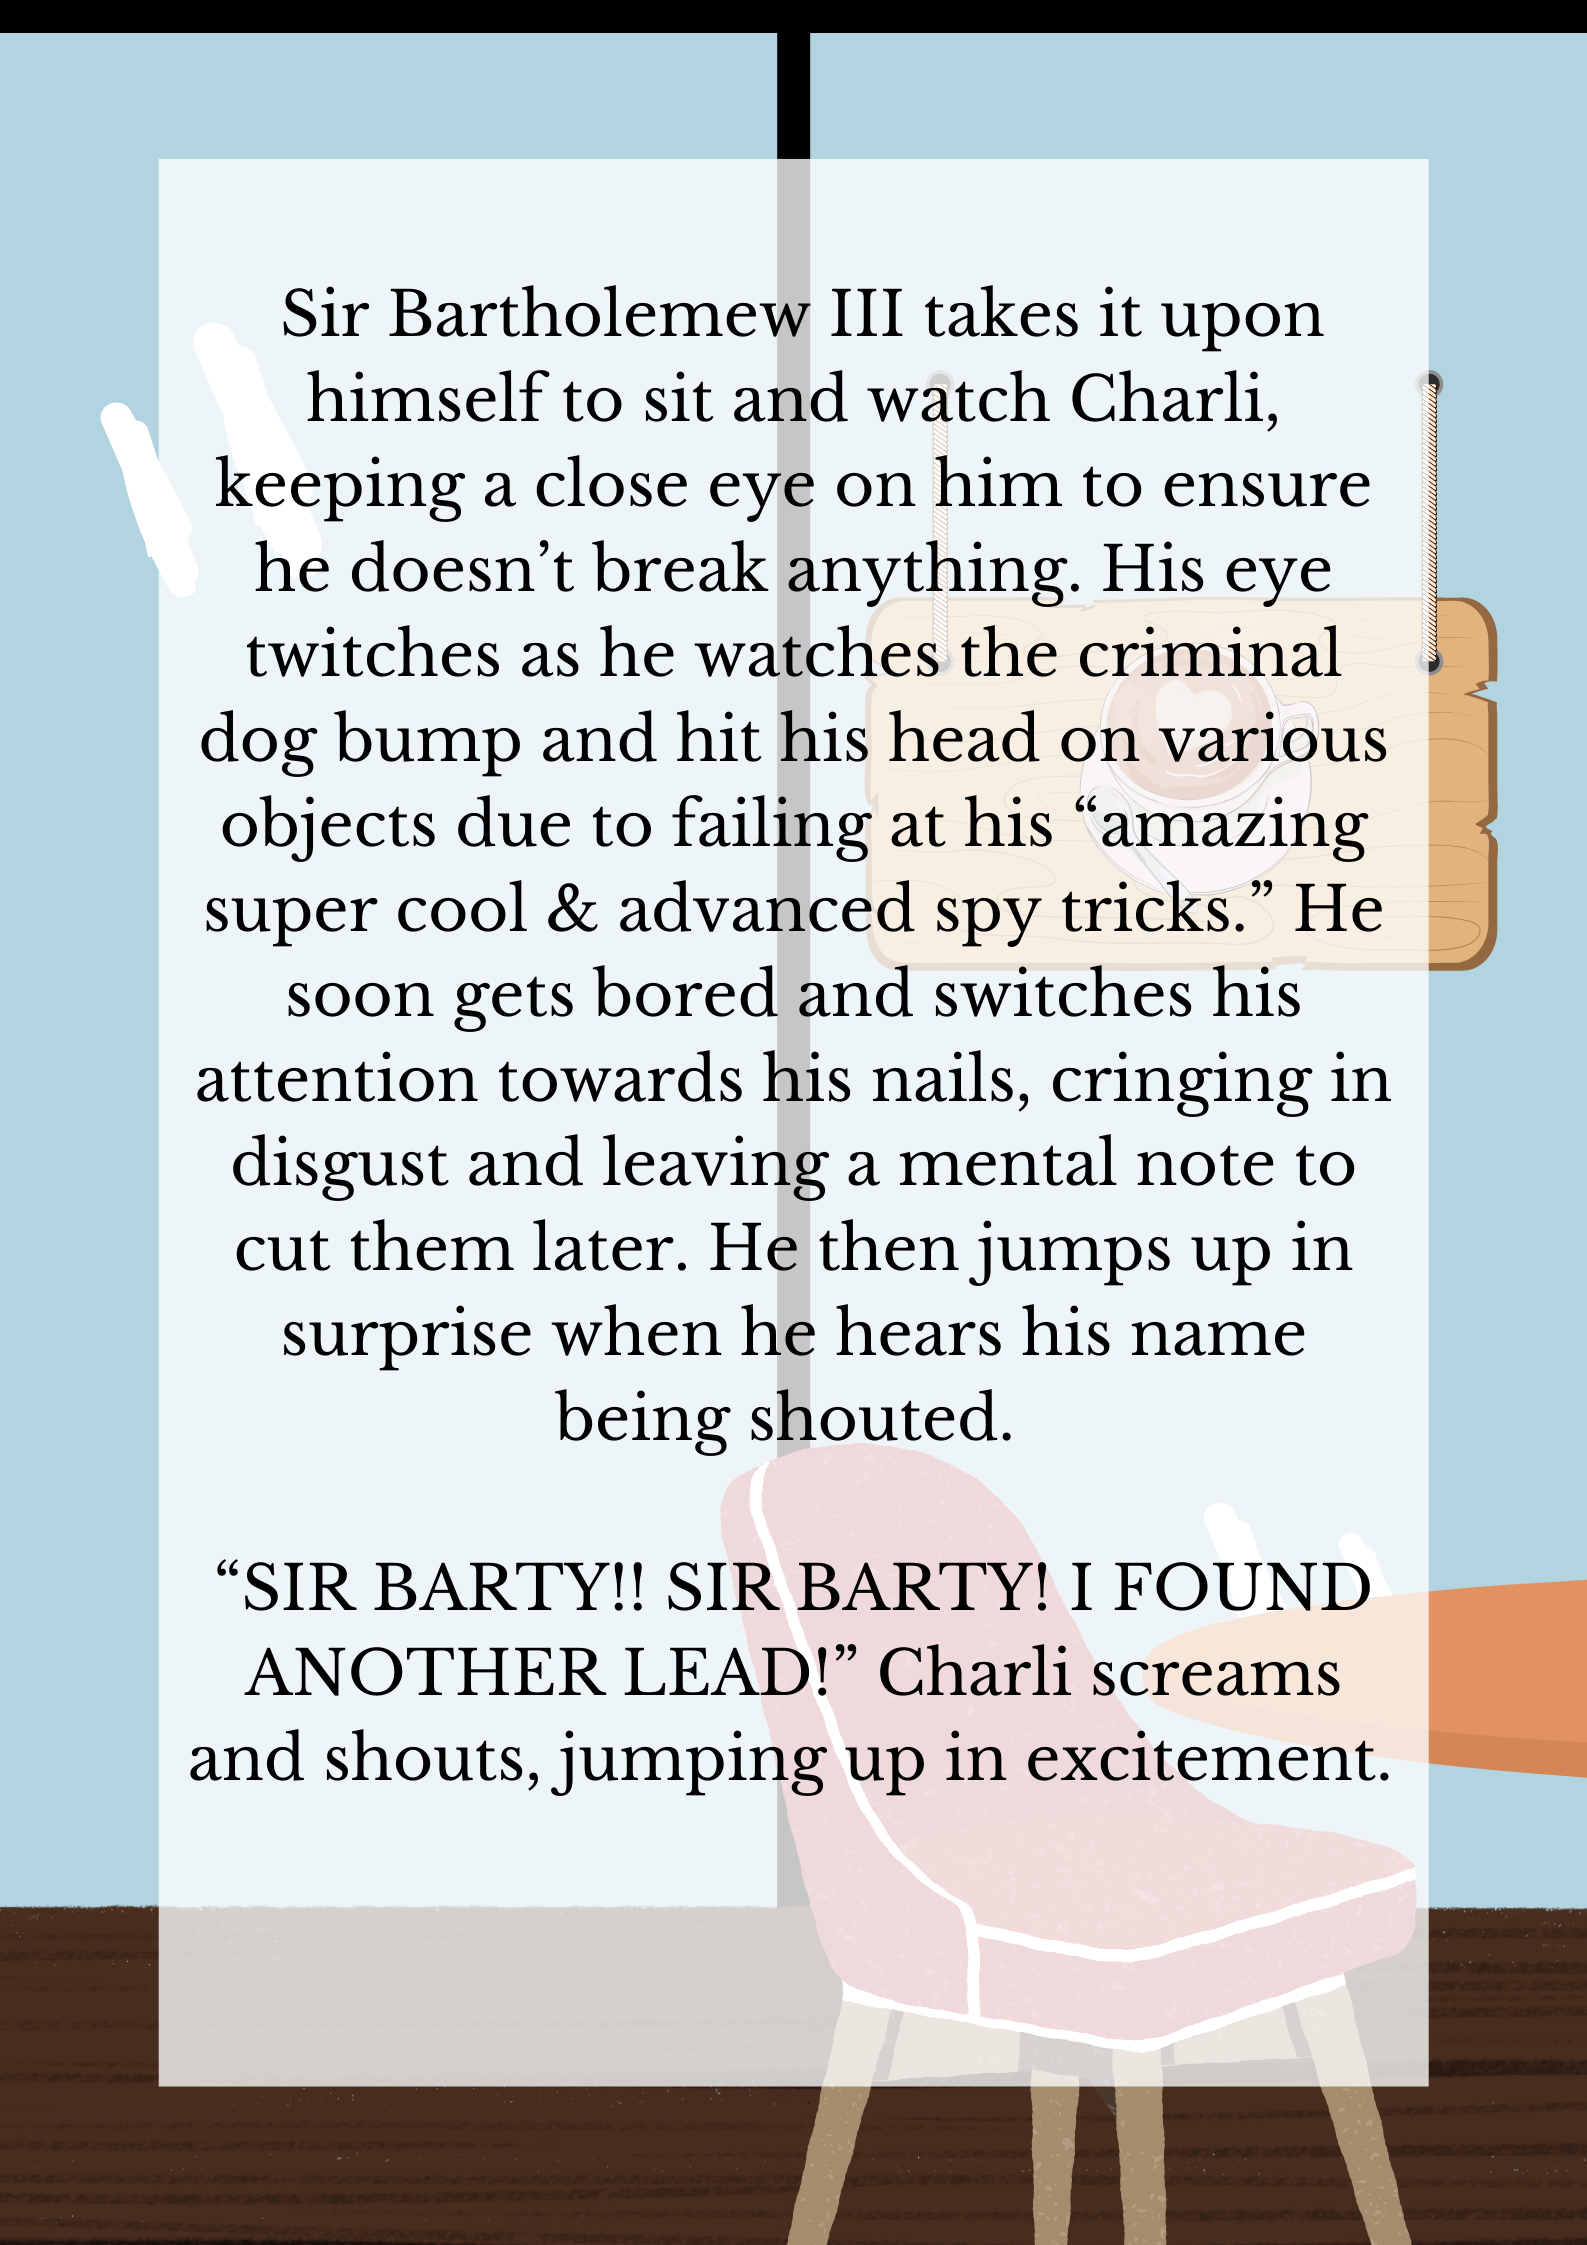 Sir Bartholemew III takes it upon
himself to sit and watch Charli,
keeping a close eye on him to ensure
he doesn’t break anything. His eye
twitches as he watches the criminal
dog bump and hit his head on various
objects due to failing at his “amazing
super cool & advanced spy tricks.” He
soon gets bored and switches his
attention towards his nails, cringing in
disgust and leaving a mental note to
cut them later. He then jumps up in
surprise when he hears his name
being shouted.
“SIR BARTY!! SIR BARTY! I FOUND
ANOTHER LEAD!” Charli screams
and shouts, jumping up in excitement.